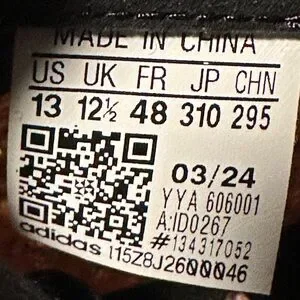 MADE IN CHINA
US UK FR JP CHN
13 12½ 48 310 295
03/24
YYA 606001
A:ID0267
#134317052
adidas 115Z8J2600046